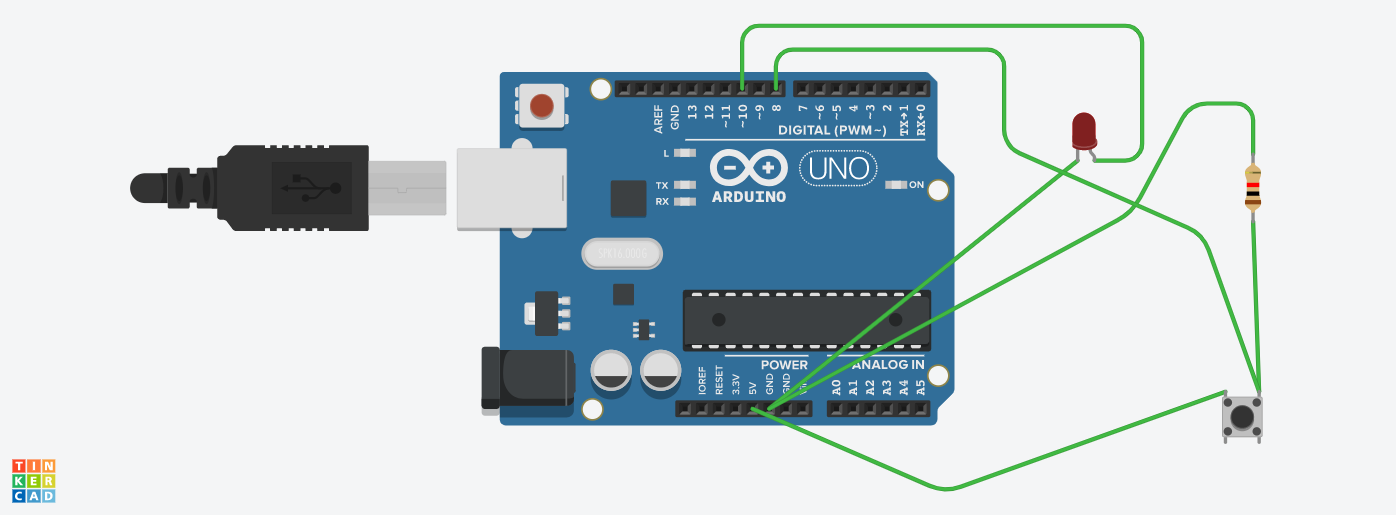 AREF
GND
13
12
~11
~10
~9
8
7
~6
~5
4
~3
2
TX→1
RX←0
DIGITAL (PWM~)
L
TX
RX
UNO
ON
ARDUINO
POWER
ANALOG IN
IOREF
RESET
3.3V
5V
GND
GND
A0
A1
A2
A3
A4
A5
TIN
KER
CAD